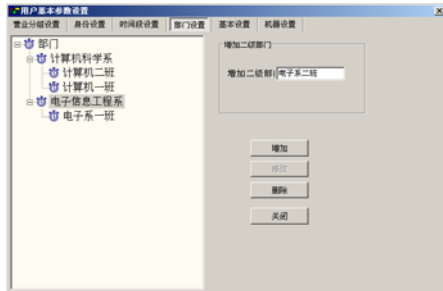 用户基本参数设置
营业分组设置 身份设置 时间段设置 部门设置 基本设置 机器设置
部门
计算机科学系
计算机二班
计算机一班
电子信息工程系
电子系一班
增加二级部门
增加二级部 电子系二班
增加
修改
删除
关闭